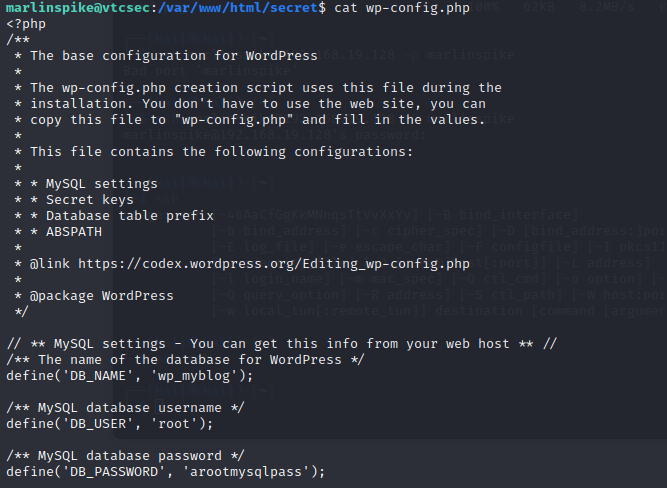 marlinspike@vtcsec:/var/www/html/secret$ cat wp-config.php
<?php
/**
 * The base configuration for WordPress
 *
 * The wp-config.php creation script uses this file during the
 * installation. You don't have to use the web site, you can
 * copy this file to "wp-config.php" and fill in the values.
 *
 * This file contains the following configurations:
 *
 * * MySQL settings
 * * Secret keys
 * * Database table prefix
 * * ABSPATH
 *
 * @link https://codex.wordpress.org/Editing_wp-config.php
 *
 * @package WordPress
 */

// ** MySQL settings - You can get this info from your web host ** //
/** The name of the database for WordPress */
define('DB_NAME', 'wp_myblog');

/** MySQL database username */
define('DB_USER', 'root');

/** MySQL database password */
define('DB_PASSWORD', 'arootmysqlpass');